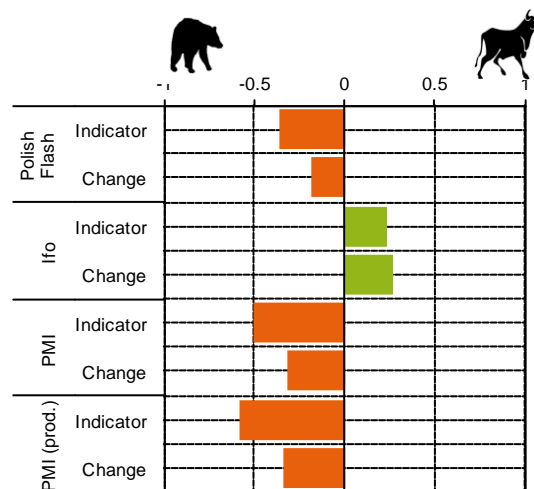 -1 -0.5 0 0.5 1
Polish
Flash
Indicator
Change
Ifo
Indicator
Change
PMI
Indicator
Change
PMI (prod.)
Indicator
Change